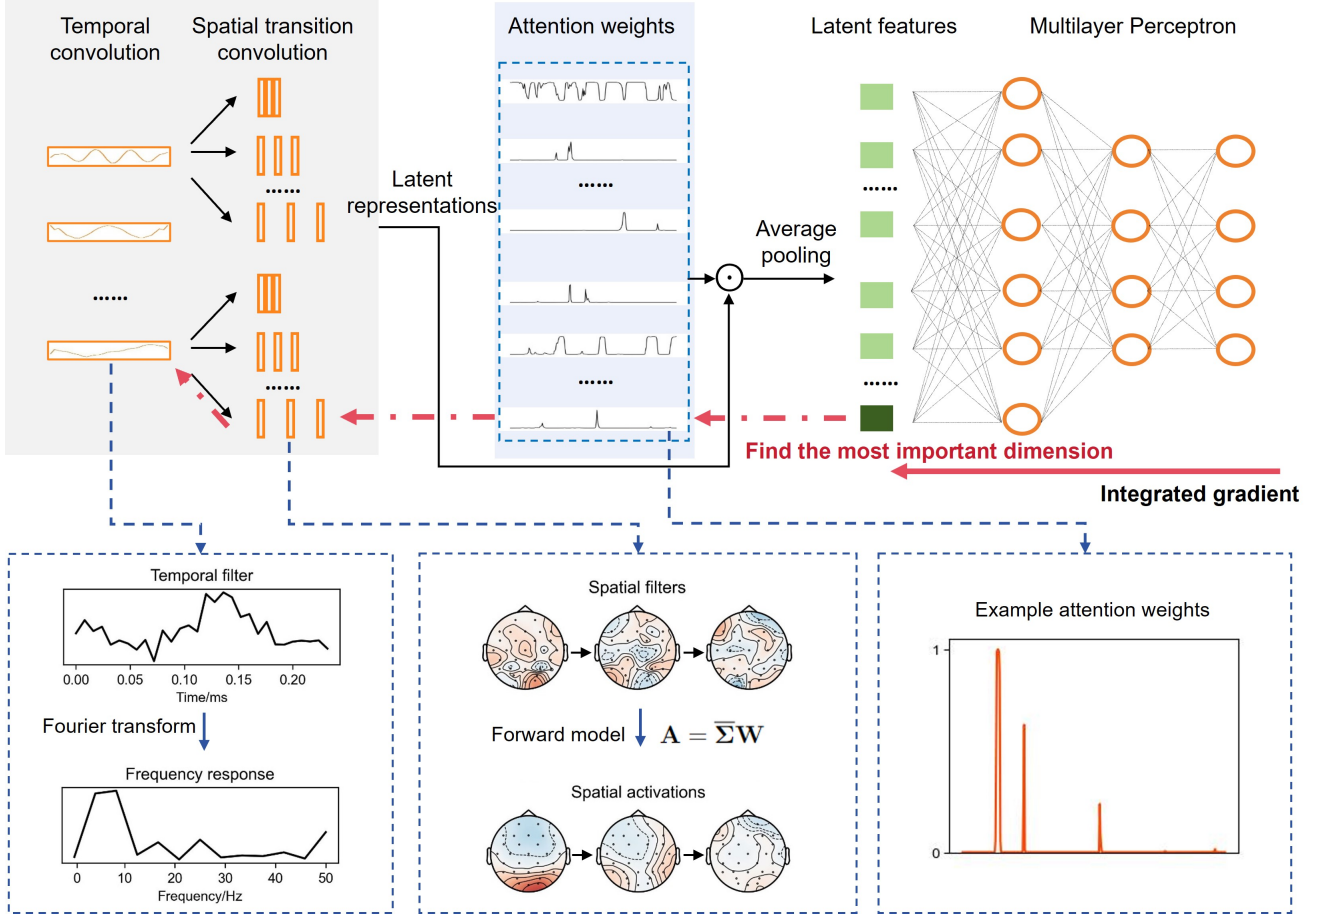 Temporal
convolution
Spatial transition
convolution
Attention weights
Latent features
Multilayer Perceptron
......
......
......
......
......
......
......
Latent
representations
Average
pooling
Find the most important dimension
Integrated gradient
Temporal filter
0.00 0.05 0.10 0.15 0.20
Time/ms
Fourier transform
Frequency response
0 10 20 30 40 50
Frequency/Hz
Spatial filters
Forward model
A = Σ̅W
Spatial activations
Example attention weights
1
0